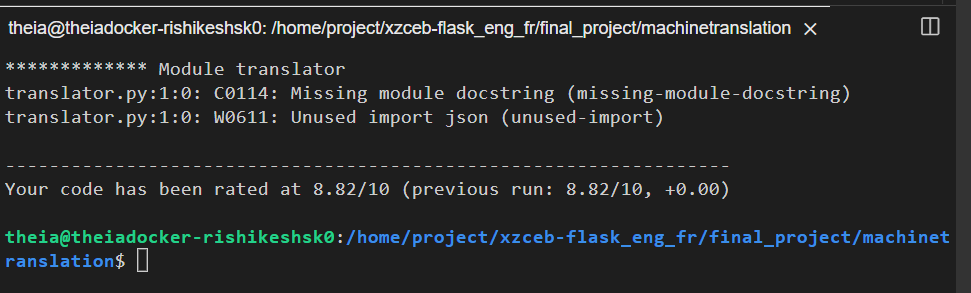 theia@theiadocker-rishikeshsk0: /home/project/xzceb-flask_eng_fr/final_project/machinetranslation ×
************* Module translator
translator.py:1:0: C0114: Missing module docstring (missing-module-docstring)
translator.py:1:0: W0611: Unused import json (unused-import)
------------------------------------------------------------------
Your code has been rated at 8.82/10 (previous run: 8.82/10, +0.00)
theia@theiadocker-rishikeshsk0:/home/project/xzceb-flask_eng_fr/final_project/machinet
ranslation$